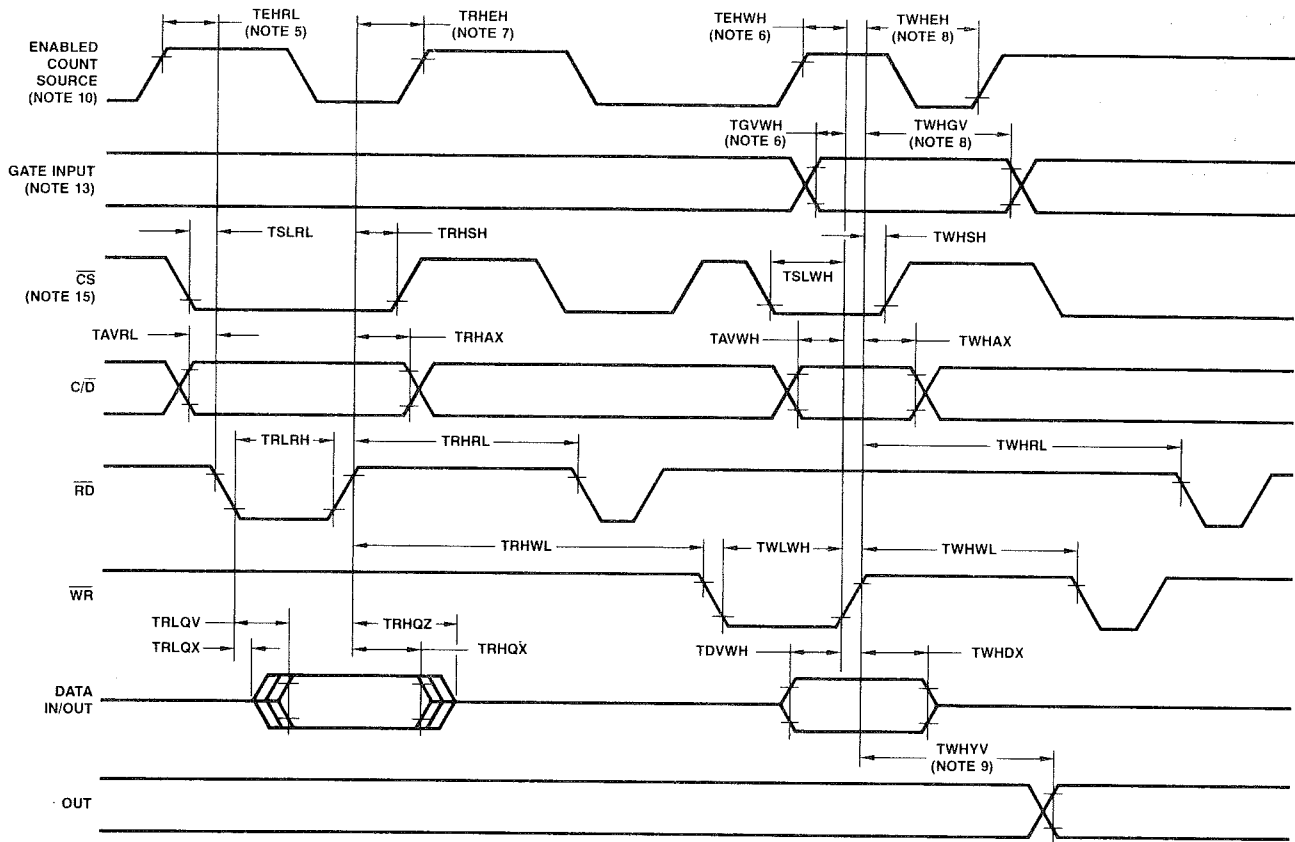 TEHRL
(NOTE 5)
TRHEH
(NOTE 7)
TEHWH
(NOTE 6)
TWHEH
(NOTE 8)
ENABLED
COUNT
SOURCE
(NOTE 10)
TGVWH
(NOTE 6)
TWHGV
(NOTE 8)
GATE INPUT
(NOTE 13)
TSLRL
TRHSH
TSLWH
TWHSH
CS
(NOTE 15)
TAVRL
TRHAX
TAVWH
TWHAX
C/D
TRLRH
TRHRL
TWHRL
RD
TRHWL
TWLWH
TWHWL
WR
TRLQV
TRHQZ
TRLQX
TRHQX
TDVWH
TWHDX
DATA
IN/OUT
TWHYV
(NOTE 9)
OUT